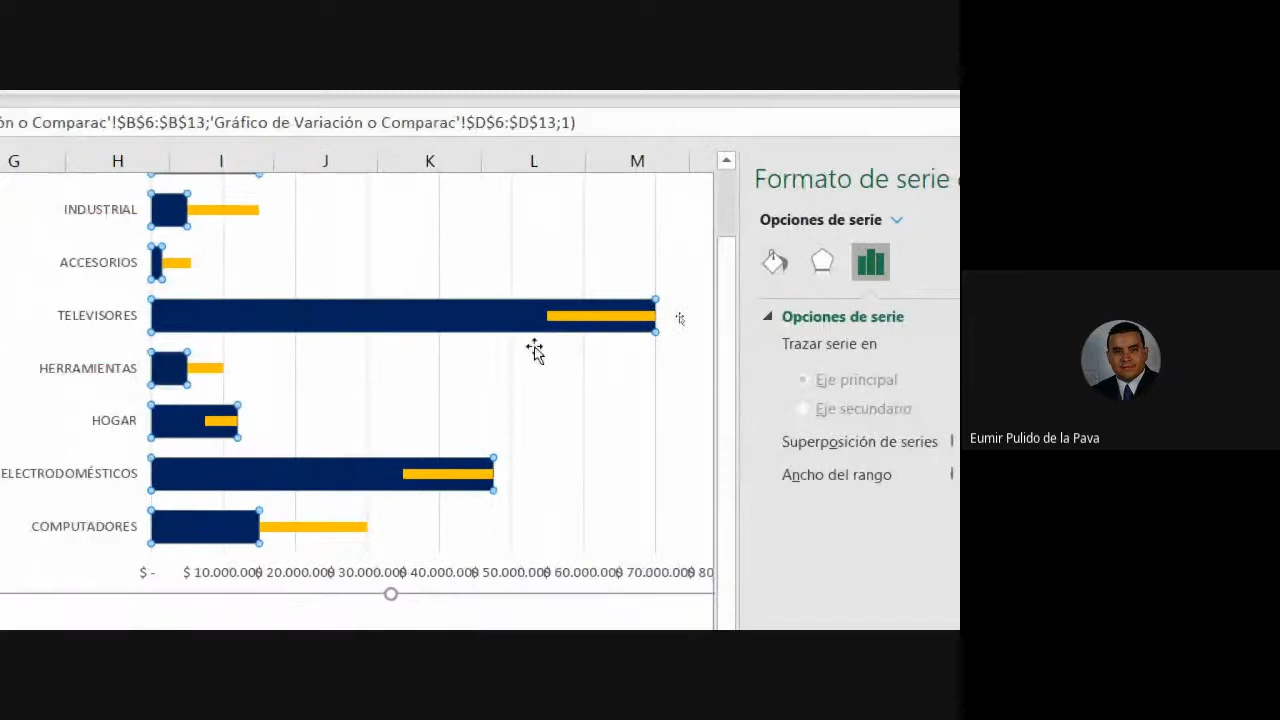 ón o Comparac'!$B$6:$B$13;'Gráfico de Variación o Comparac'!$D$6:$D$13;1)
G H I J K L M
INDUSTRIAL
ACCESORIOS
TELEVISORES
HERRAMIENTAS
HOGAR
ELECTRODOMÉSTICOS
COMPUTADORES
$ - $ 10.000.000 $ 20.000.000 $ 30.000.000 $ 40.000.000 $ 50.000.000 $ 60.000.000 $ 70.000.000 $ 80
Formato de serie
Opciones de serie
Opciones de serie
Trazar serie en
Eje principal
Eje secundario
Superposición de series
Ancho del rango
Eumir Pulido de la Pava